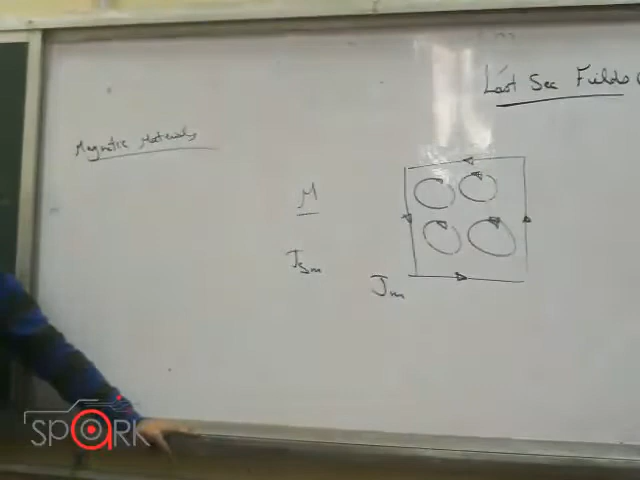 Last Sec Fields
Magnetic Materials
M
Jsm
Jm
spark